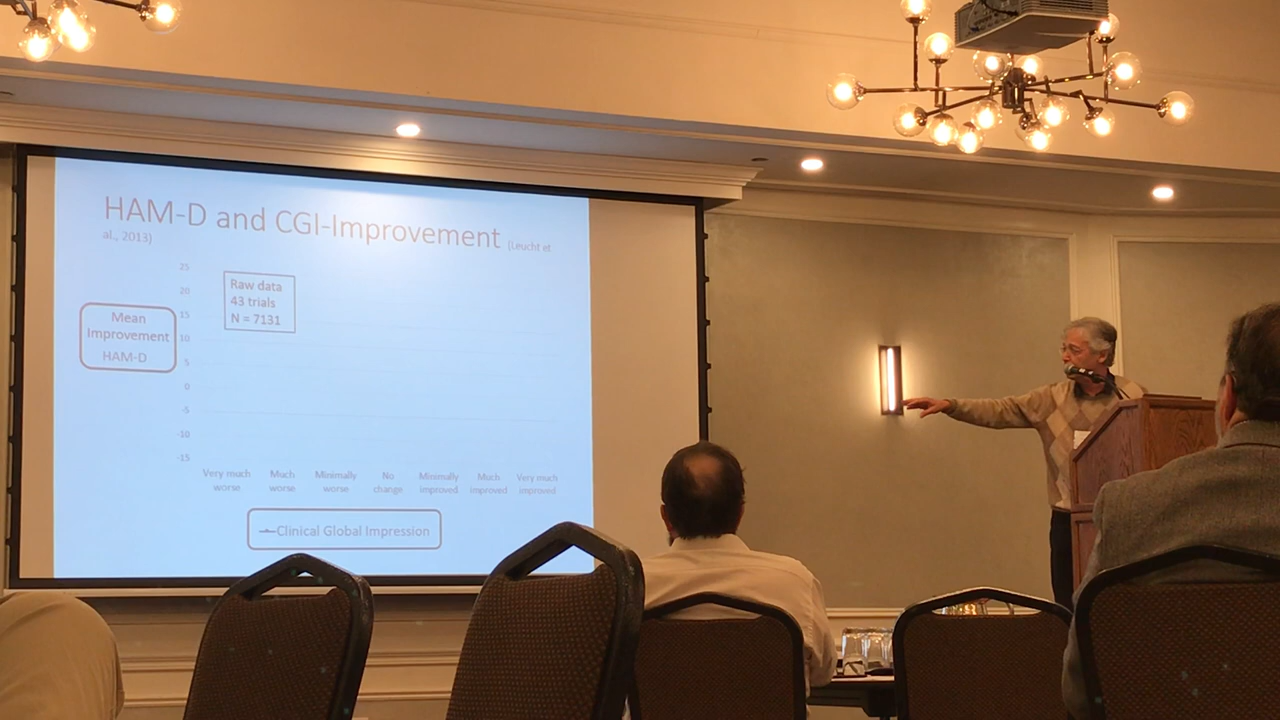 HAM-D and CGI-Improvement (Leucht et
al., 2013)
25
20
15
10
5
0
-5
-10
-15
Raw data
43 trials
N = 7131
Mean
Improvement
HAM-D
Very much
worse
Much
worse
Minimally
worse
No
change
Minimally
improved
Much
improved
Very much
improved
Clinical Global Impression